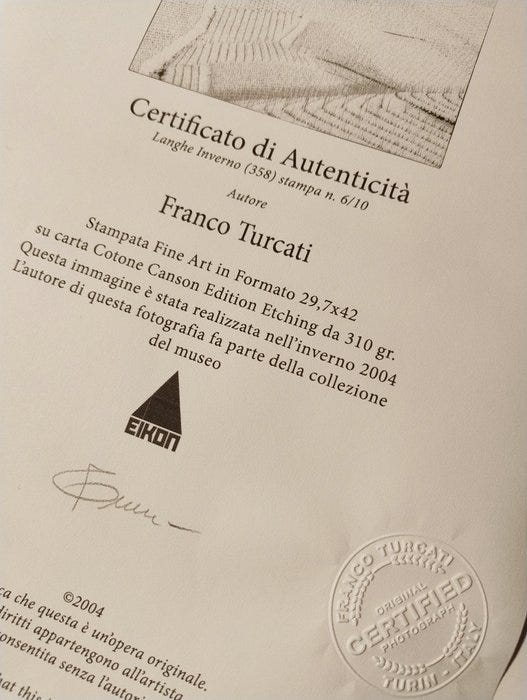 Certificato di Autenticità
Langhe Inverno (358) stampa n. 6/10
Autore
Franco Turcati
Stampata Fine Art in Formato 29,7x42
su carta Cotone Canson Edition Etching da 310 gr.
Questa immagine è stata realizzata nell'inverno 2004
L'autore di questa fotografia fa parte della collezione
del museo
EIKON
©2004
che questa è un'opera originale.
diritti appartengono all'artista
senza l'autor
that this
FRANCO TURCATI
ORIGINAL
CERTIFIED
PHOTOGRAPH
TURIN - ITALY